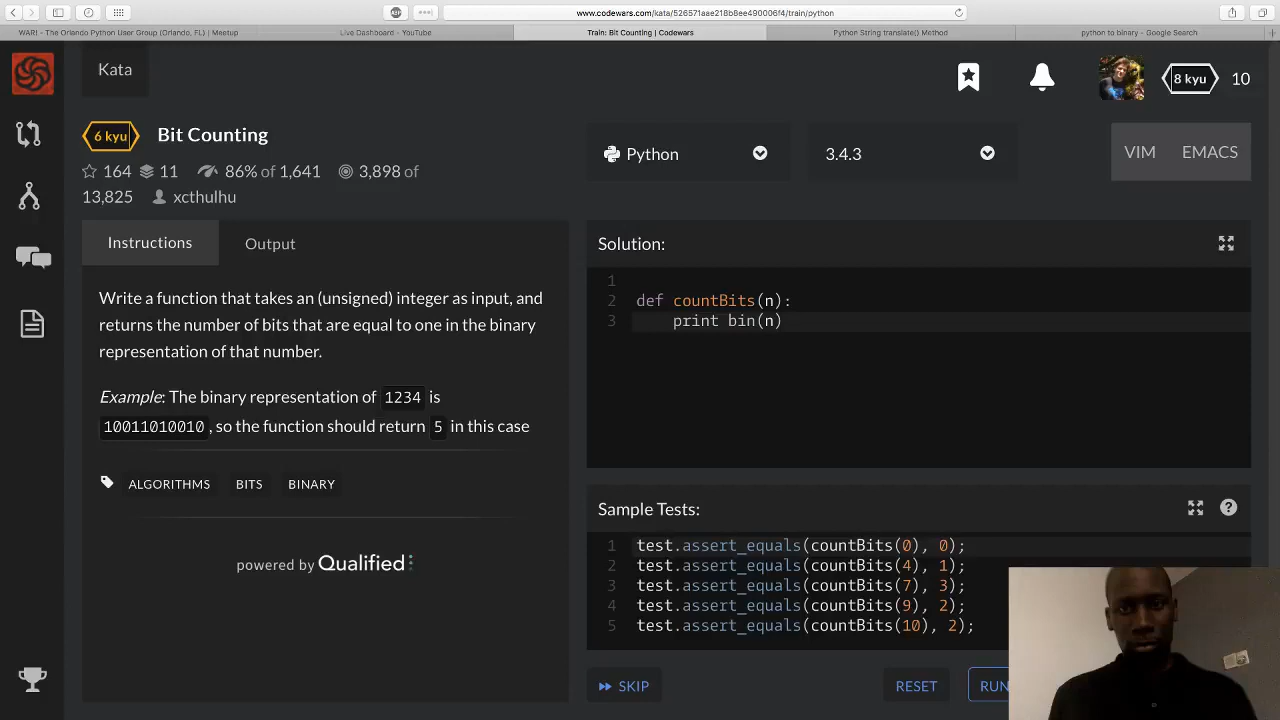 www.codewars.com/kata/526571aae218b8ee490006f4/train/python
WAR! - The Orlando Python User Group (Orlando, FL) | Meetup
Live Dashboard - YouTube
Train: Bit Counting | Codewars
Python String translate() Method
python to binary - Google Search
Kata
8 kyu
10
6 kyu
Bit Counting
164 11 86% of 1,641 3,898 of
13,825 xcthulhu
Python
3.4.3
VIM EMACS
Instructions
Output
Write a function that takes an (unsigned) integer as input, and
returns the number of bits that are equal to one in the binary
representation of that number.
Example: The binary representation of 1234 is
10011010010 , so the function should return 5 in this case
ALGORITHMS BITS BINARY
powered by Qualified
Solution:
1
2 def countBits(n):
3 print bin(n)
Sample Tests:
1 test.assert_equals(countBits(0), 0);
2 test.assert_equals(countBits(4), 1);
3 test.assert_equals(countBits(7), 3);
4 test.assert_equals(countBits(9), 2);
5 test.assert_equals(countBits(10), 2);
SKIP
RESET
RUN